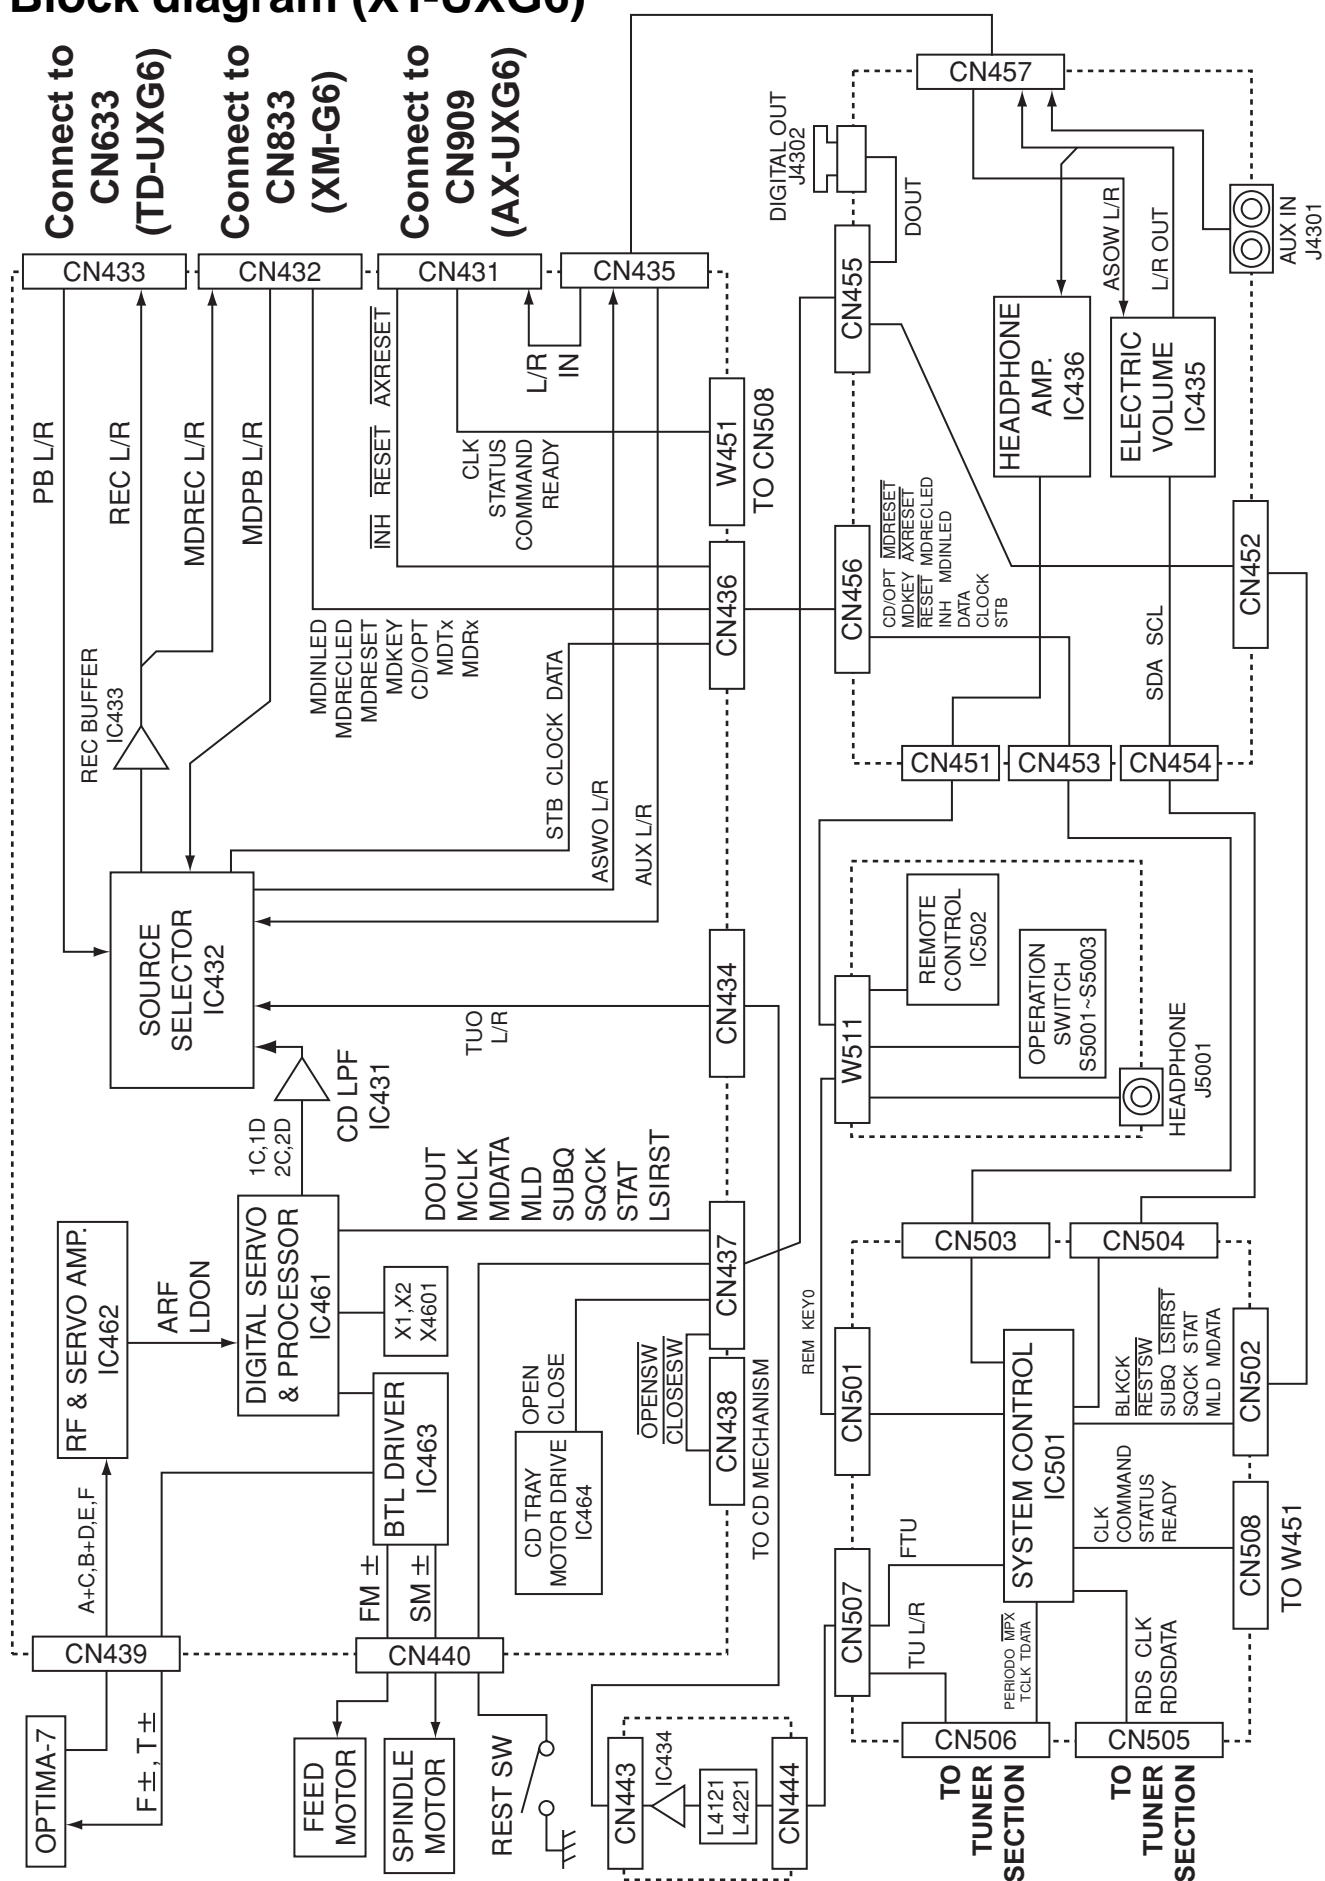 Block diagram (XT-UXG6)
Connect to
CN633
(TD-UXG6)
Connect to
CN833
(XM-G6)
Connect to
CN909
(AX-UXG6)
CN457
DIGITAL OUT
J4302
DOUT
ASOW L/R
L/R OUT
AUX IN
J4301
CN433
CN432
CN431
CN435
CN455
PB L/R
REC L/R
MDREC L/R
MDPB L/R
INH RESET AXRESET
CLK
STATUS
COMMAND
READY
L/R
IN
W451
TO CN508
HEADPHONE
AMP.
IC436
ELECTRIC
VOLUME
IC435
REC BUFFER
IC433
MDINLED
MDRECLED
MDRESET
MDKEY
CD/OPT
MDTx
MDRx
CN436
CN456
CD/OPT MDRESET
MDKEY AXRESET
RESET MDRECLED
INH MDINLED
DATA
CLOCK
STB
CN452
SDA SCL
STB CLOCK DATA
ASWO L/R
AUX L/R
CN451
CN453
CN454
SOURCE
SELECTOR
IC432
TUO
L/R
CN434
REMOTE
CONTROL
IC502
OPERATION
SWITCH
S5001~S5003
W511
HEADPHONE
J5001
CD LPF
IC431
1C,1D
2C,2D
RF & SERVO AMP.
IC462
ARF
LDON
DIGITAL SERVO
& PROCESSOR
IC461
X1,X2
X4601
DOUT
MCLK
MDATA
MLD
SUBQ
SQCK
STAT
LSIRST
CN437
CN503
CN504
REM KEY0
BTL DRIVER
IC463
OPEN
CLOSE
CD TRAY
MOTOR DRIVE
IC464
OPENSW
CLOSESW
CN438
TO CD MECHANISM
CN501
SYSTEM CONTROL
IC501
BLKCK
RESTSW
SUBQ LSIRST
SQCK STAT
MLD MDATA
CN502
A+C,B+D,E,F
FM ±
SM ±
FTU
CLK
COMMAND
STATUS
READY
CN508
TO W451
CN439
CN440
CN507
TU L/R
PERIODO MPX
TCLK TDATA
RDS CLK
RDSDATA
OPTIMA-7
F±, T±
FEED
MOTOR
SPINDLE
MOTOR
REST SW
CN443
IC434
L4121
L4221
CN444
CN506
CN505
TO
TUNER
SECTION
TO
TUNER
SECTION